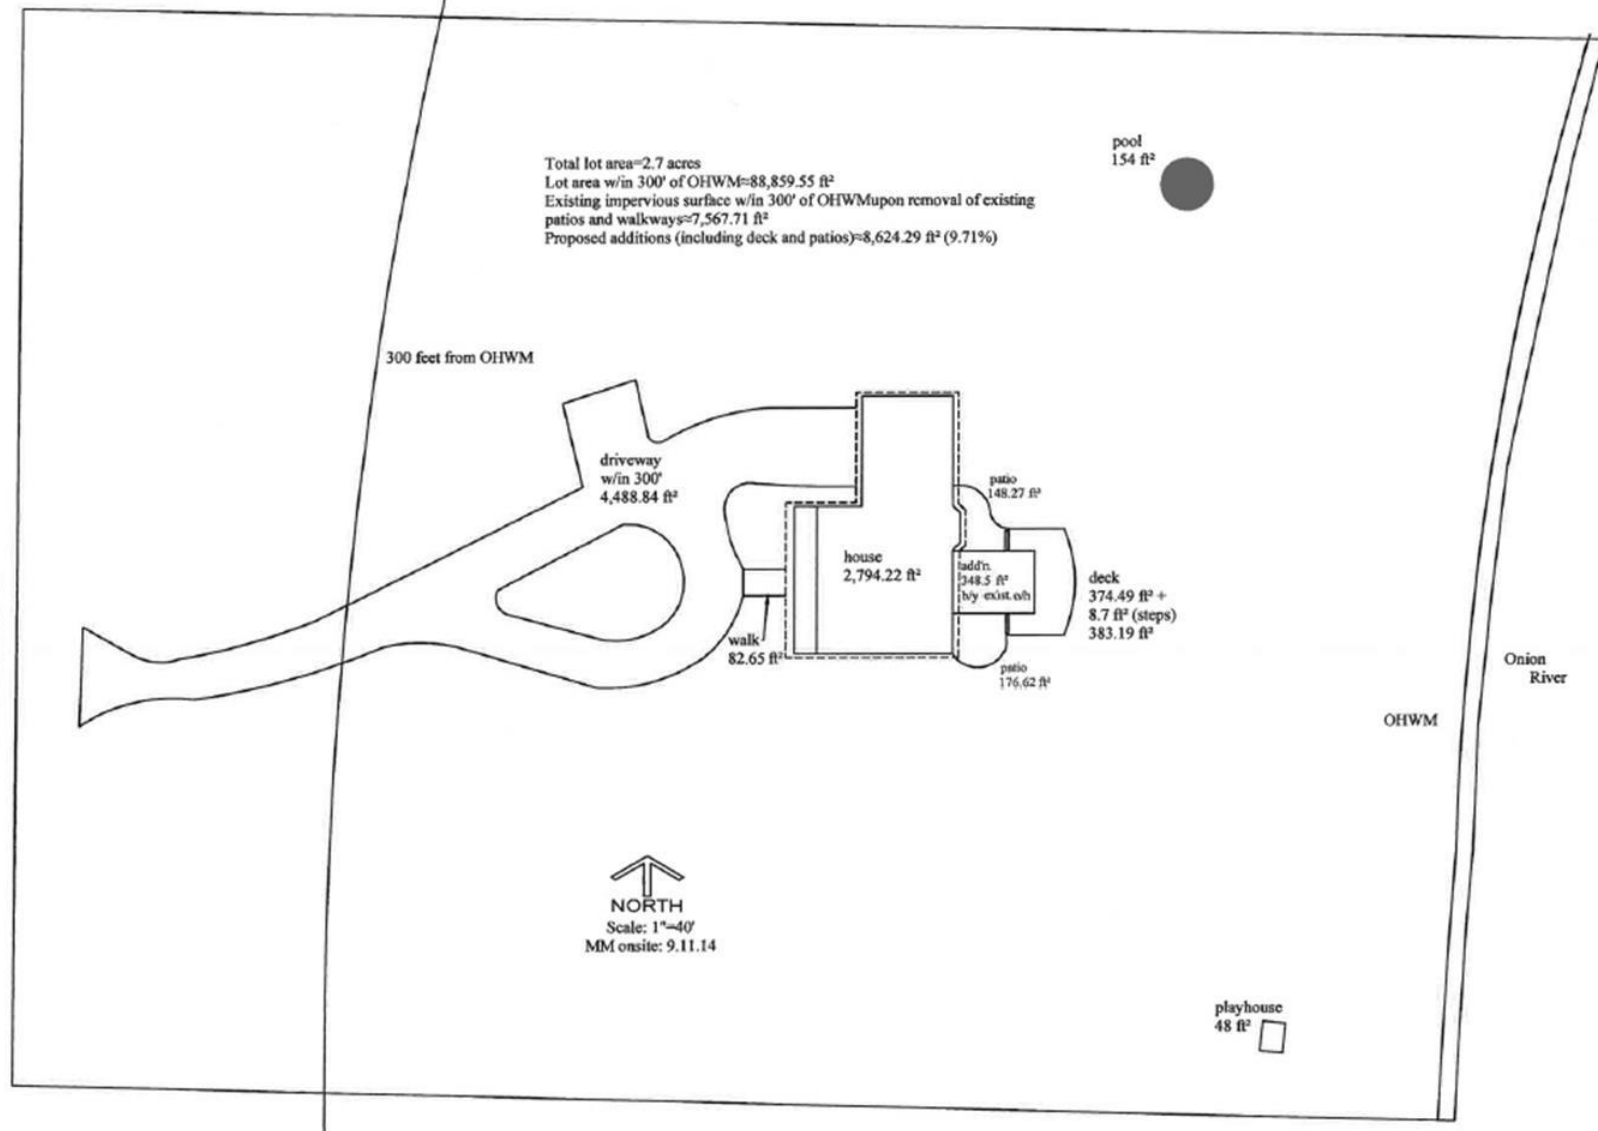 Total lot area=2.7 acres
Lot area w/in 300' of OHWM≈88,859.55 ft²
Existing impervious surface w/in 300' of OHWMupon removal of existing
patios and walkways≈7,567.71 ft²
Proposed additions (including deck and patios)≈8,624.29 ft² (9.71%)
pool
154 ft²
300 feet from OHWM
driveway
w/in 300'
4,488.84 ft²
patio
148.27 ft²
house
2,794.22 ft²
add'n.
348.5 ft²
b/y exist. o/h
deck
374.49 ft² +
8.7 ft² (steps)
383.19 ft²
walk
82.65 ft²
patio
176.62 ft²
Onion
River
OHWM
NORTH
Scale: 1"=40'
MM onsite: 9.11.14
playhouse
48 ft²